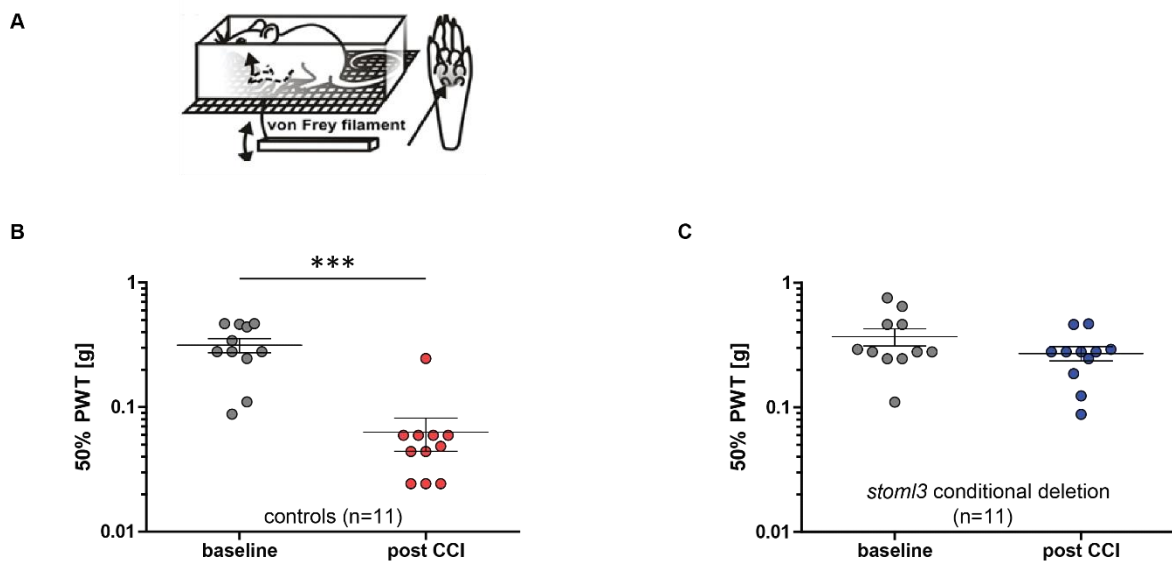 A
von Frey filament
B
***
1
0.1
0.01
50% PWT [g]
controls (n=11)
baseline
post CCI
C
1
0.1
0.01
50% PWT [g]
stoml3 conditional deletion
(n=11)
baseline
post CCI